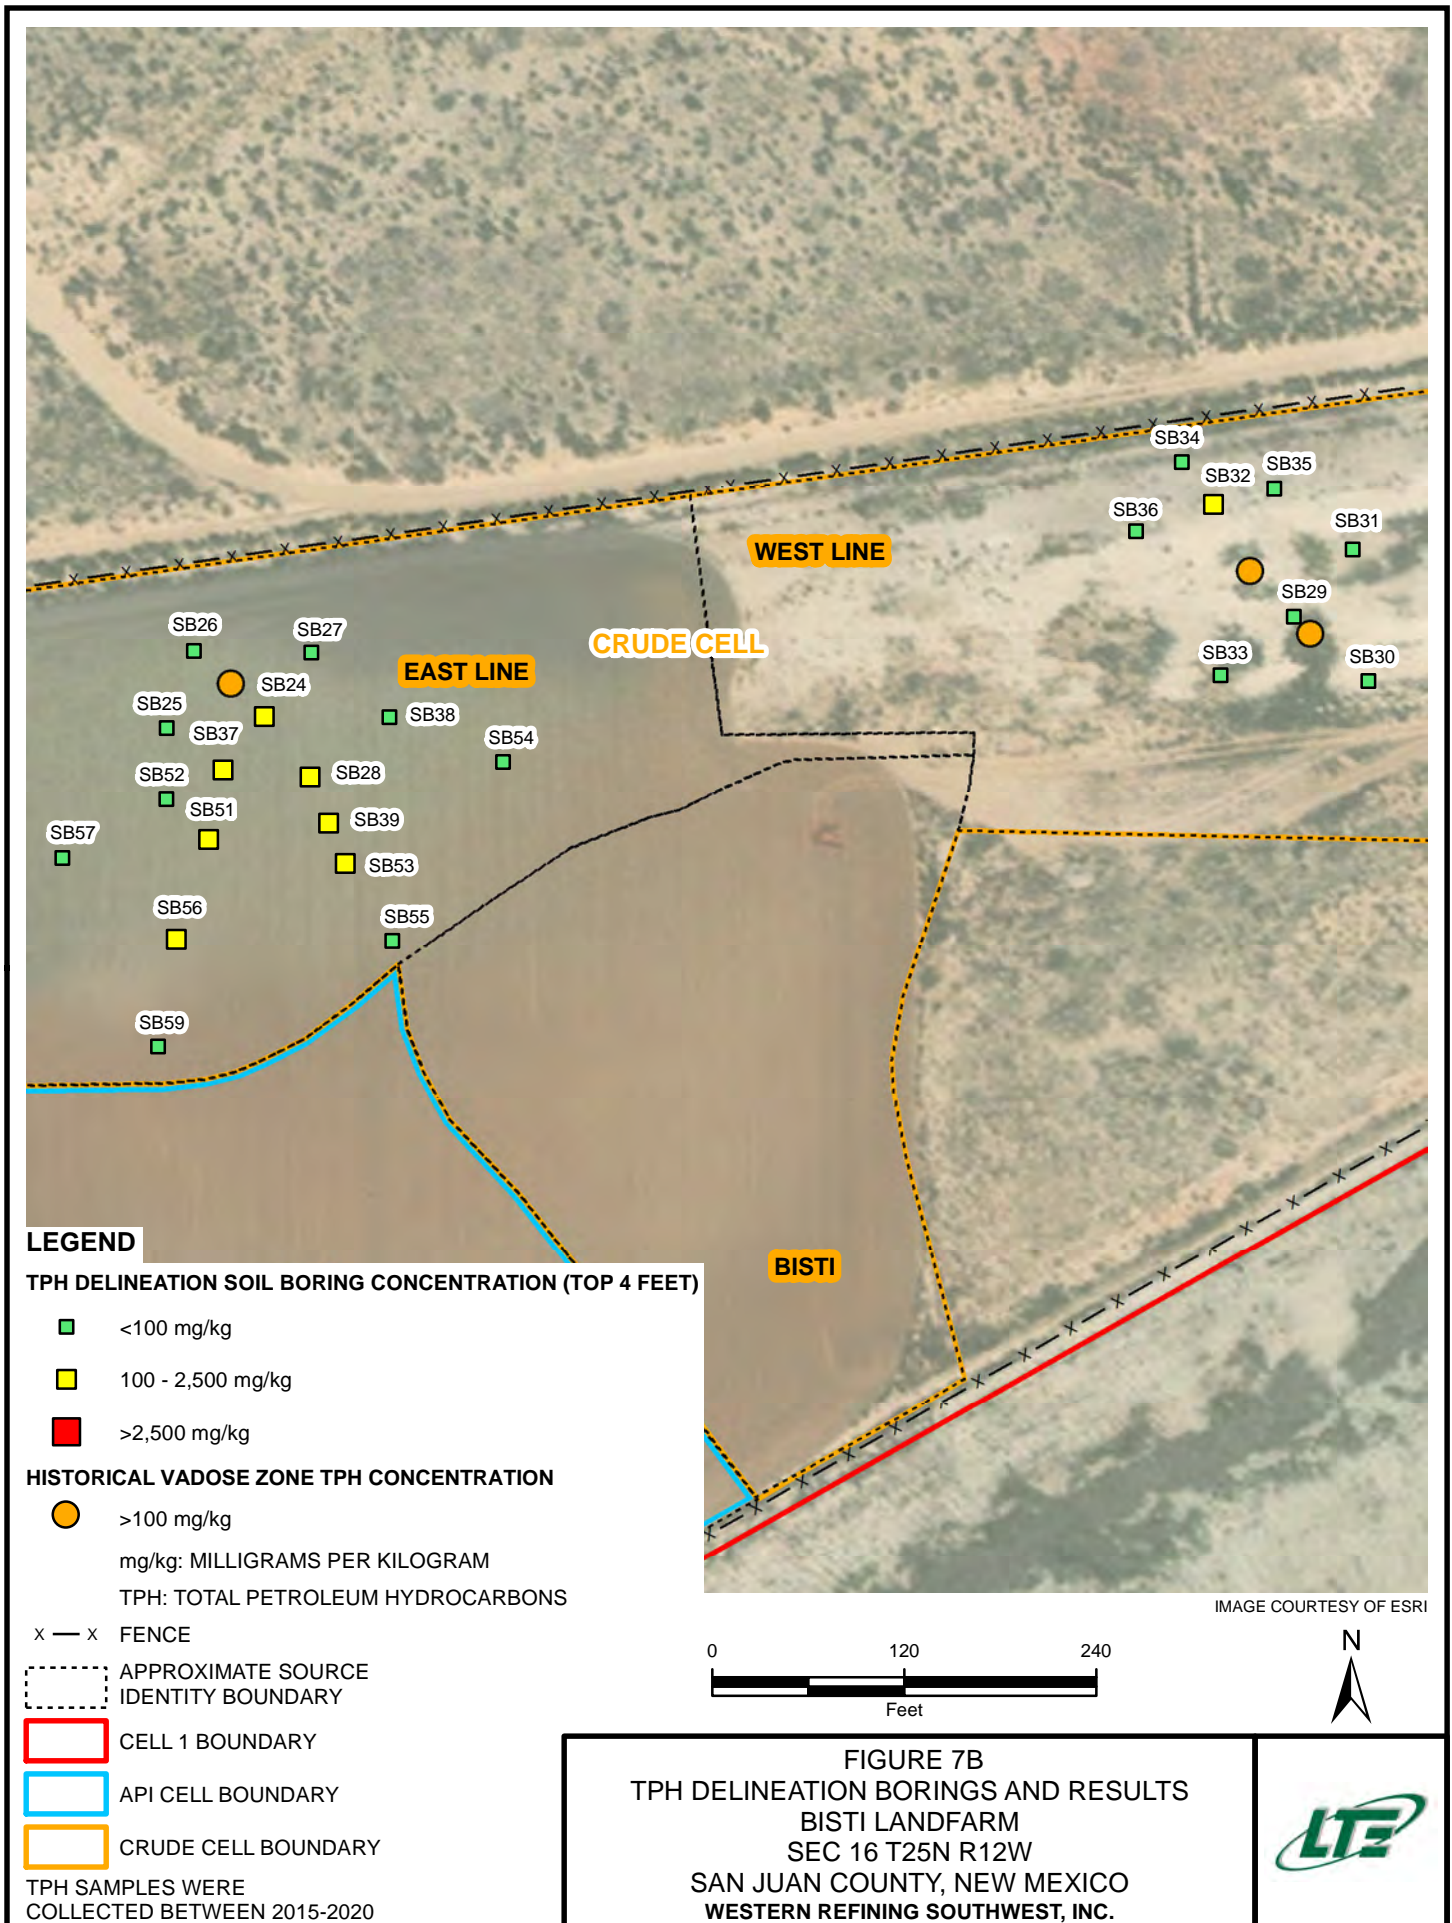 SB34
SB32
SB35
SB36
SB31
WEST LINE
SB29
SB26
SB27
CRUDE CELL
SB33
SB30
EAST LINE
SB24
SB25
SB38
SB37
SB54
SB52
SB28
SB51
SB39
SB57
SB53
SB56
SB55
SB59
BISTI
LEGEND
TPH DELINEATION SOIL BORING CONCENTRATION (TOP 4 FEET)
<100 mg/kg
100 - 2,500 mg/kg
>2,500 mg/kg
HISTORICAL VADOSE ZONE TPH CONCENTRATION
>100 mg/kg
mg/kg: MILLIGRAMS PER KILOGRAM
TPH: TOTAL PETROLEUM HYDROCARBONS
X — X FENCE
APPROXIMATE SOURCE
IDENTITY BOUNDARY
CELL 1 BOUNDARY
API CELL BOUNDARY
CRUDE CELL BOUNDARY
TPH SAMPLES WERE
COLLECTED BETWEEN 2015-2020
IMAGE COURTESY OF ESRI
0 120 240
Feet
N
FIGURE 7B
TPH DELINEATION BORINGS AND RESULTS
BISTI LANDFARM
SEC 16 T25N R12W
SAN JUAN COUNTY, NEW MEXICO
WESTERN REFINING SOUTHWEST, INC.
LTE